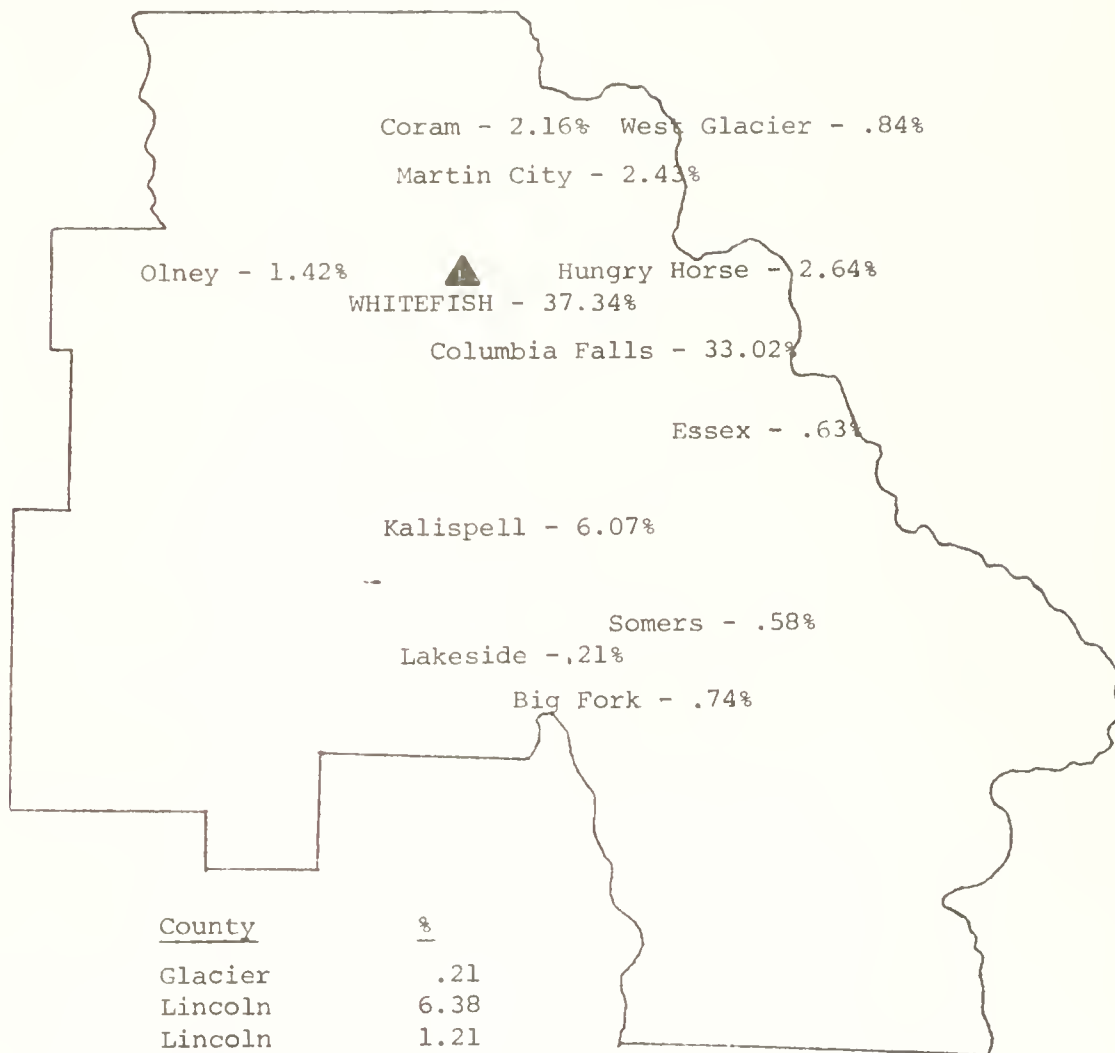 Coram - 2.16% West Glacier - .84%
Martin City - 2.43%
Olney - 1.42% Hungry Horse - 2.64%
WHITEFISH - 37.34%
Columbia Falls - 33.02%
Essex - .63%
Kalispell - 6.07%
Somers - .58%
Lakeside - .21%
Big Fork - .74%
County %
Glacier .21
Lincoln 6.38
Lincoln 1.21